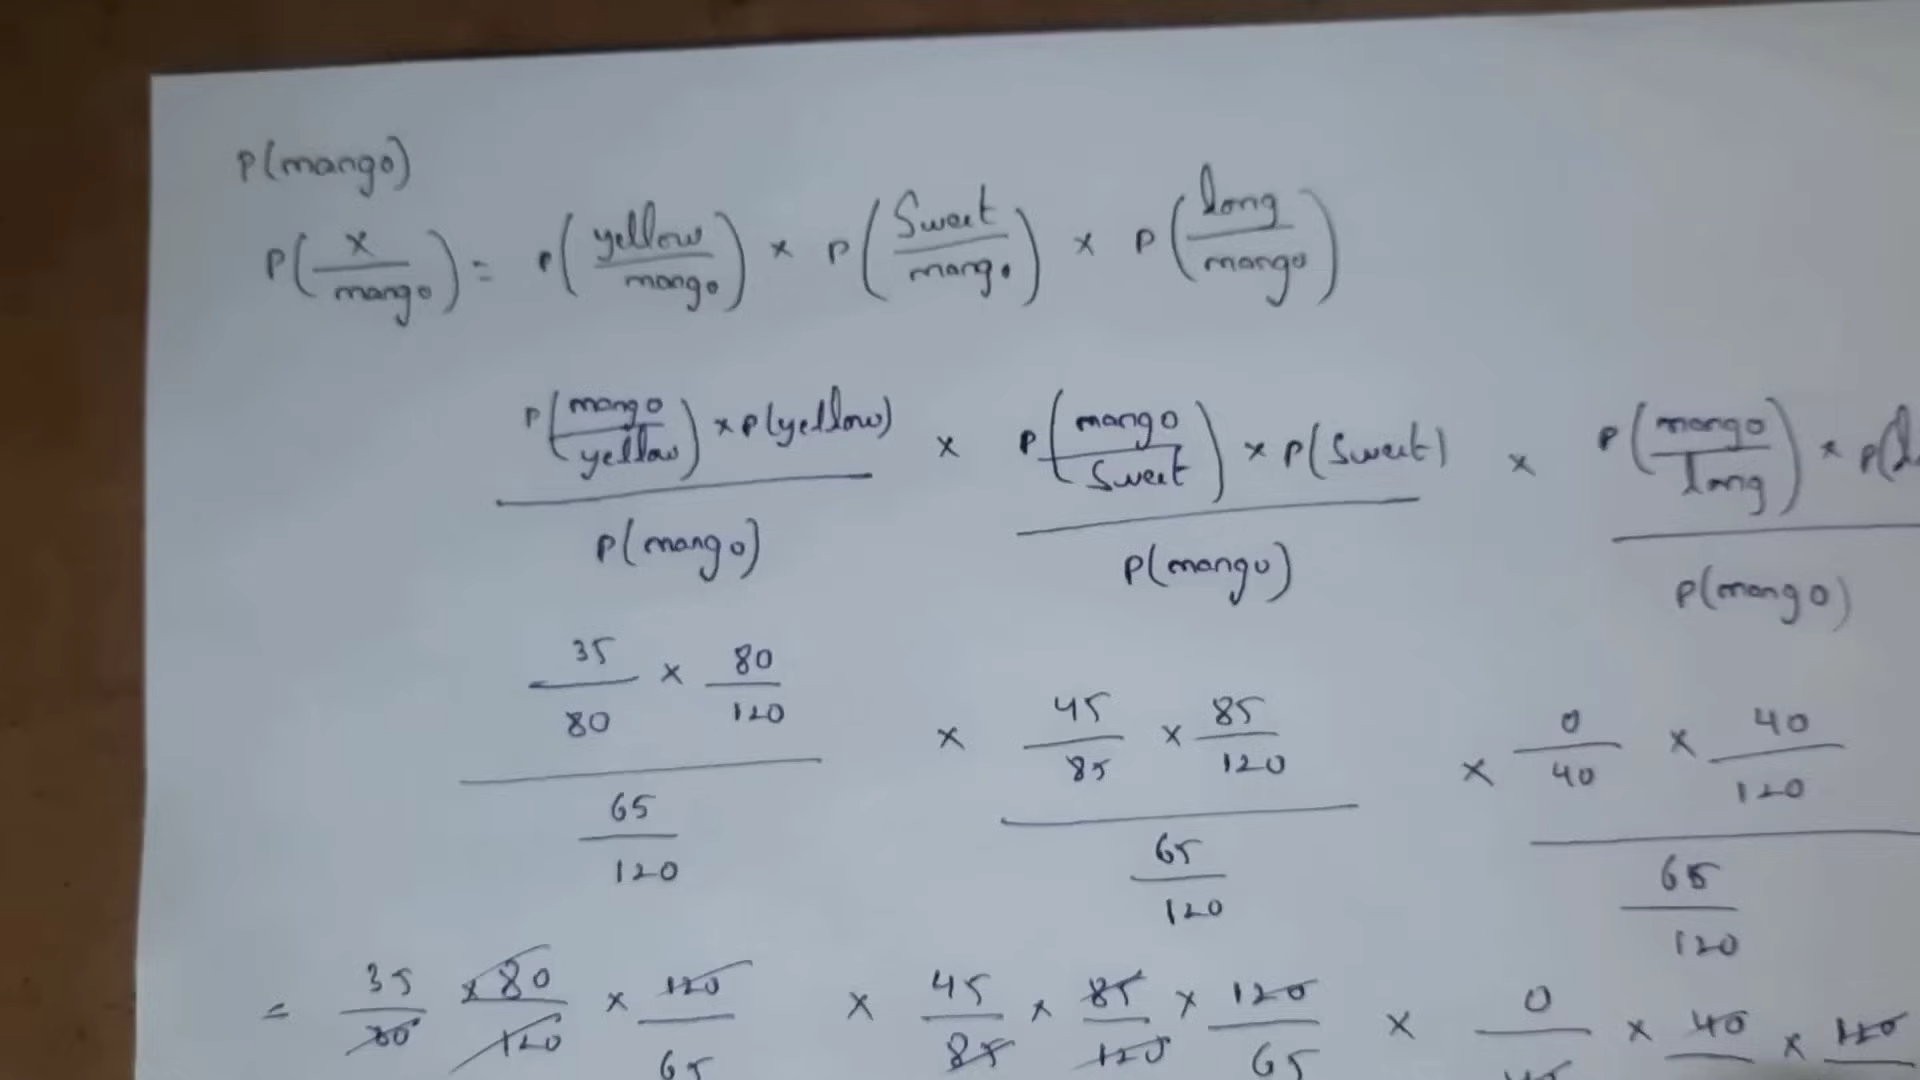 P(mango)
P(x/mango) = P(yellow/mango) × P(Sweet/mango) × P(long/mango)
P(mango/yellow) × P(yellow) × P(mango/Sweet) × P(Sweet) × P(mango/long) × P(
P(mango) P(mango) P(mango)
35/80 × 80/120 × 45/85 × 85/120 × 0/40 × 40/120
65/120 65/120 65/120
= 35/80 × 80/120 × 120/65 × 45/85 × 85/120 × 120/65 × 0 × 40 × 120